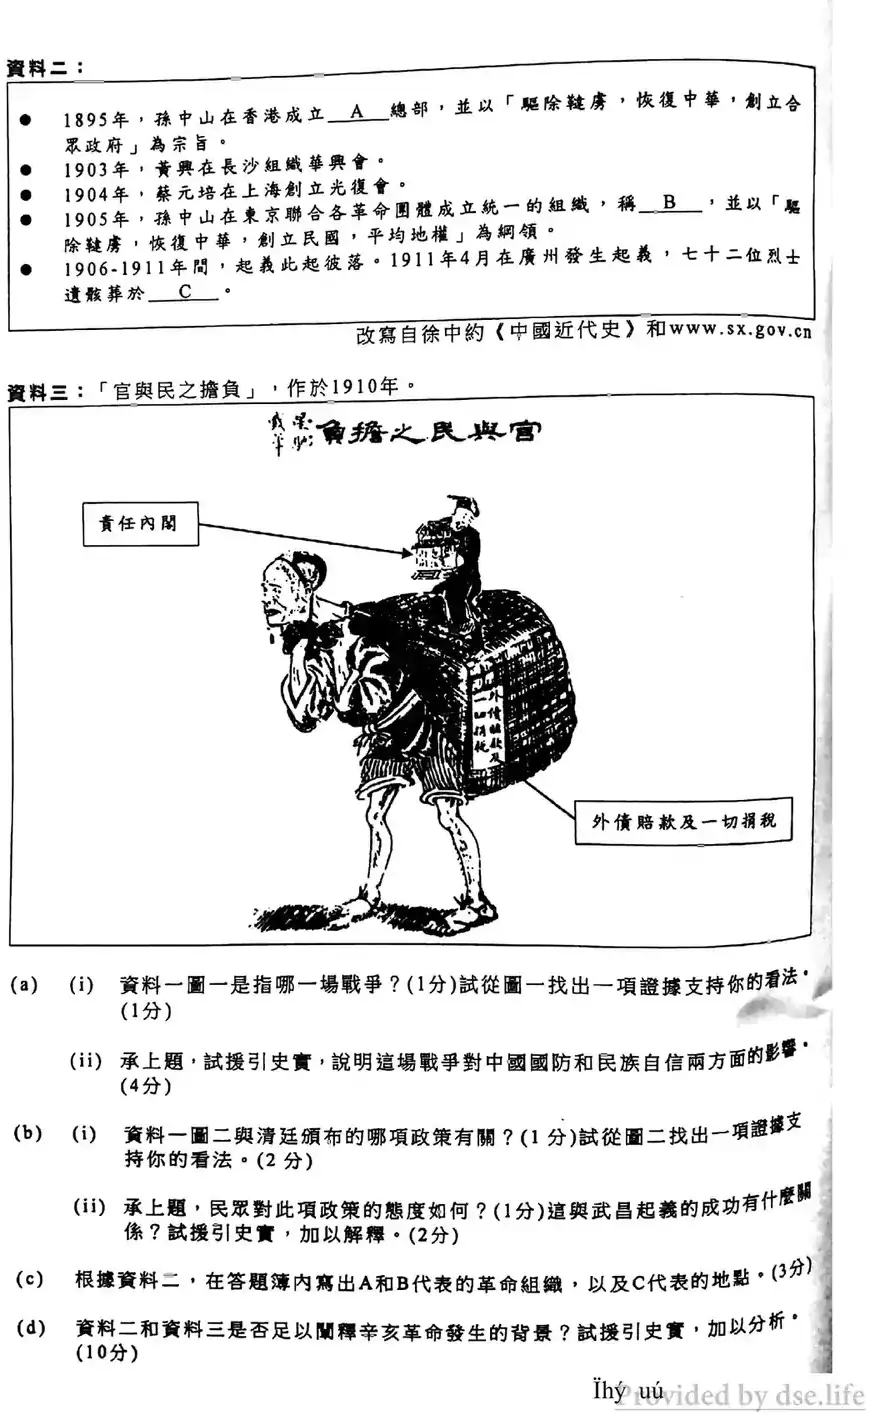 資料二：
● 1895年，孫中山在香港成立 A 總部，並以「驅除韃虜，恢復中華，創立合
眾政府」為宗旨。
● 1903年，黃興在長沙組織華興會。
● 1904年，蔡元培在上海創立光復會。
● 1905年，孫中山在東京聯合各革命團體成立統一的組織，稱 B ，並以「驅
除韃虜，恢復中華，創立民國，平均地權」為綱領。
● 1906-1911年間，起義此起彼落。1911年4月在廣州發生起義，七十二位烈士
遺骸葬於 C 。
改寫自徐中約《中國近代史》和www.sx.gov.cn
資料三：「官與民之擔負」，作於1910年。
官與民之擔負
責任內閣
外債賠款及
一切捐稅
外債賠款及一切捐稅
(a) (i) 資料一圖一是指哪一場戰爭？(1分)試從圖一找出一項證據支持你的看法。
(1分)
(ii) 承上題，試援引史實，說明這場戰爭對中國國防和民族自信兩方面的影響。
(4分)
(b) (i) 資料一圖二與清廷頒布的哪項政策有關？(1 分)試從圖二找出一項證據支
持你的看法。(2 分)
(ii) 承上題，民眾對此項政策的態度如何？(1分)這與武昌起義的成功有什麼關
係？試援引史實，加以解釋。(2分)
(c) 根據資料二，在答題簿內寫出A和B代表的革命組織，以及C代表的地點。(3分)
(d) 資料二和資料三是否足以闡釋辛亥革命發生的背景？試援引史實，加以分析。
(10分)
Ïhý uú
Provided by dse.life